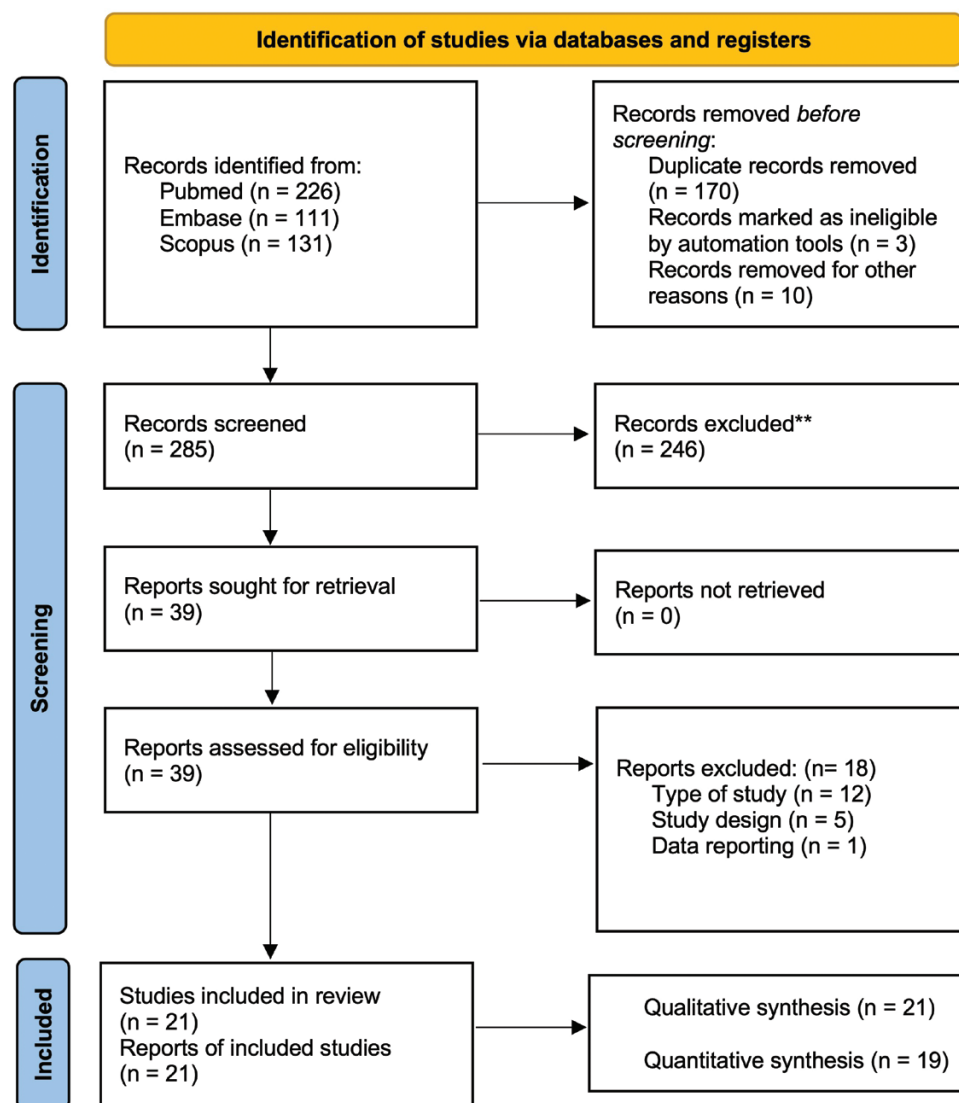 Identification of studies via databases and registers
Identification
Records identified from:
Pubmed (n = 226)
Embase (n = 111)
Scopus (n = 131)
Records removed before
screening:
Duplicate records removed
(n = 170)
Records marked as ineligible
by automation tools (n = 3)
Records removed for other
reasons (n = 10)
Screening
Records screened
(n = 285)
Records excluded**
(n = 246)
Reports sought for retrieval
(n = 39)
Reports not retrieved
(n = 0)
Reports assessed for eligibility
(n = 39)
Reports excluded: (n= 18)
Type of study (n = 12)
Study design (n = 5)
Data reporting (n = 1)
Included
Studies included in review
(n = 21)
Reports of included studies
(n = 21)
Qualitative synthesis (n = 21)
Quantitative synthesis (n = 19)